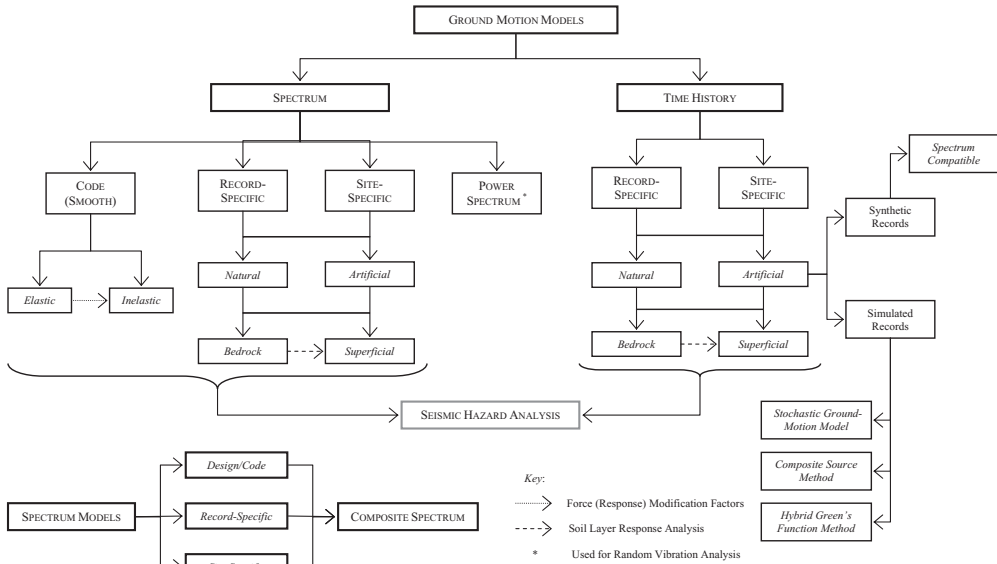 GROUND MOTION MODELS
SPECTRUM
TIME HISTORY
CODE
(SMOOTH)
RECORD-
SPECIFIC
SITE-
SPECIFIC
POWER
SPECTRUM *
RECORD-
SPECIFIC
SITE-
SPECIFIC
Spectrum
Compatible
Synthetic
Records
Natural
Artificial
Natural
Artificial
Elastic
Inelastic
Simulated
Records
Bedrock
Superficial
Bedrock
Superficial
SEISMIC HAZARD ANALYSIS
Stochastic Ground-
Motion Model
Composite Source
Method
Hybrid Green's
Function Method
Design/Code
SPECTRUM MODELS
Record-Specific
COMPOSITE SPECTRUM
Key:
Force (Response) Modification Factors
Soil Layer Response Analysis
* Used for Random Vibration Analysis